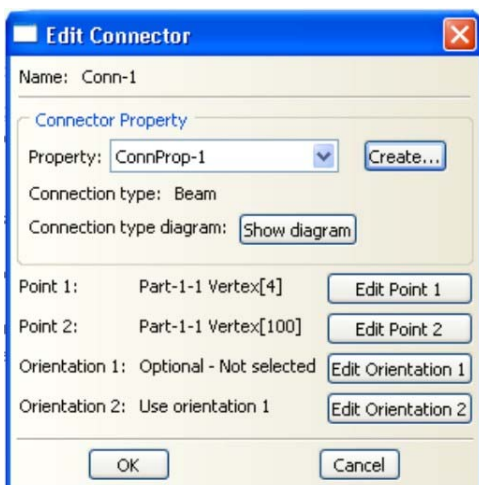 Edit Connector
Name: Conn-1
Connector Property
Property: ConnProp-1 Create...
Connection type: Beam
Connection type diagram: Show diagram
Point 1: Part-1-1 Vertex[4] Edit Point 1
Point 2: Part-1-1 Vertex[100] Edit Point 2
Orientation 1: Optional - Not selected Edit Orientation 1
Orientation 2: Use orientation 1 Edit Orientation 2
OK Cancel